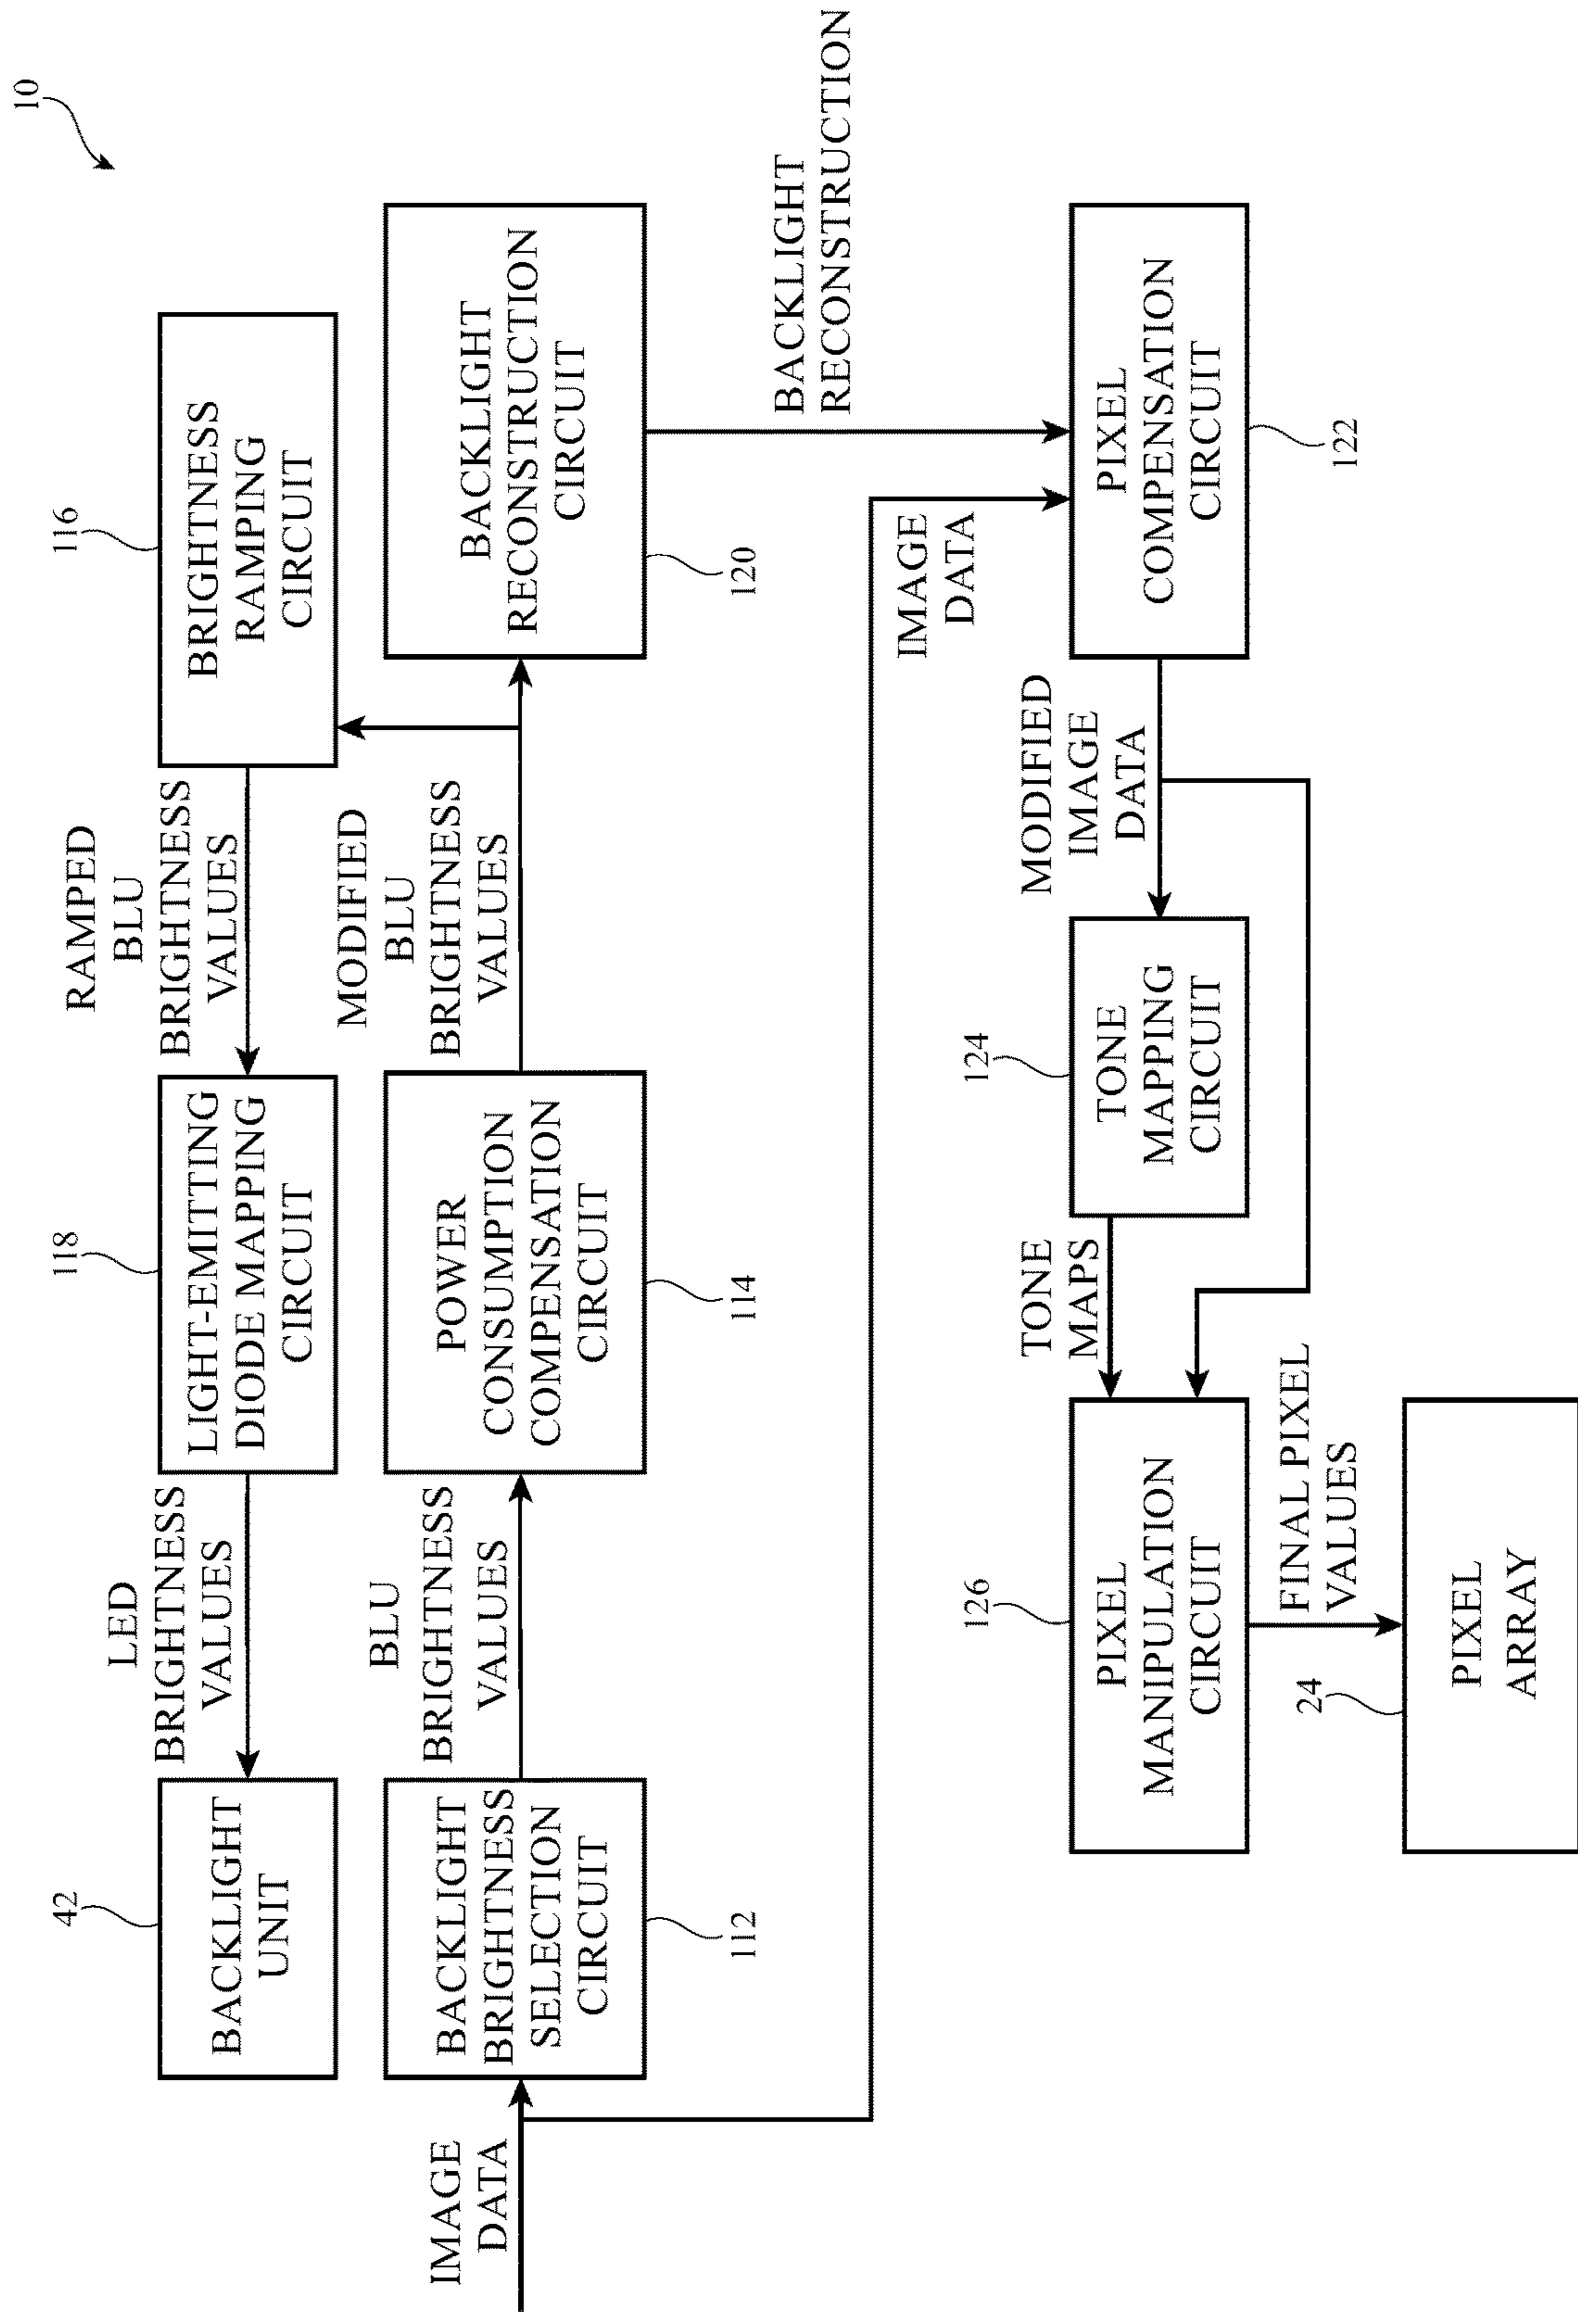 10
42
BACKLIGHT
UNIT
LED
BRIGHTNESS
VALUES
118
LIGHT-EMITTING
DIODE MAPPING
CIRCUIT
RAMPED
BLU
BRIGHTNESS
VALUES
116
BRIGHTNESS
RAMPING
CIRCUIT
IMAGE
DATA
BACKLIGHT
BRIGHTNESS
SELECTION
CIRCUIT
112
BLU
BRIGHTNESS
VALUES
POWER
CONSUMPTION
COMPENSATION
CIRCUIT
114
MODIFIED
BLU
BRIGHTNESS
VALUES
BACKLIGHT
RECONSTRUCTION
CIRCUIT
120
BACKLIGHT
RECONSTRUCTION
IMAGE
DATA
126
PIXEL
MANIPULATION
CIRCUIT
TONE
MAPS
124
TONE
MAPPING
CIRCUIT
MODIFIED
IMAGE
DATA
PIXEL
COMPENSATION
CIRCUIT
122
FINAL PIXEL
VALUES
24
PIXEL
ARRAY